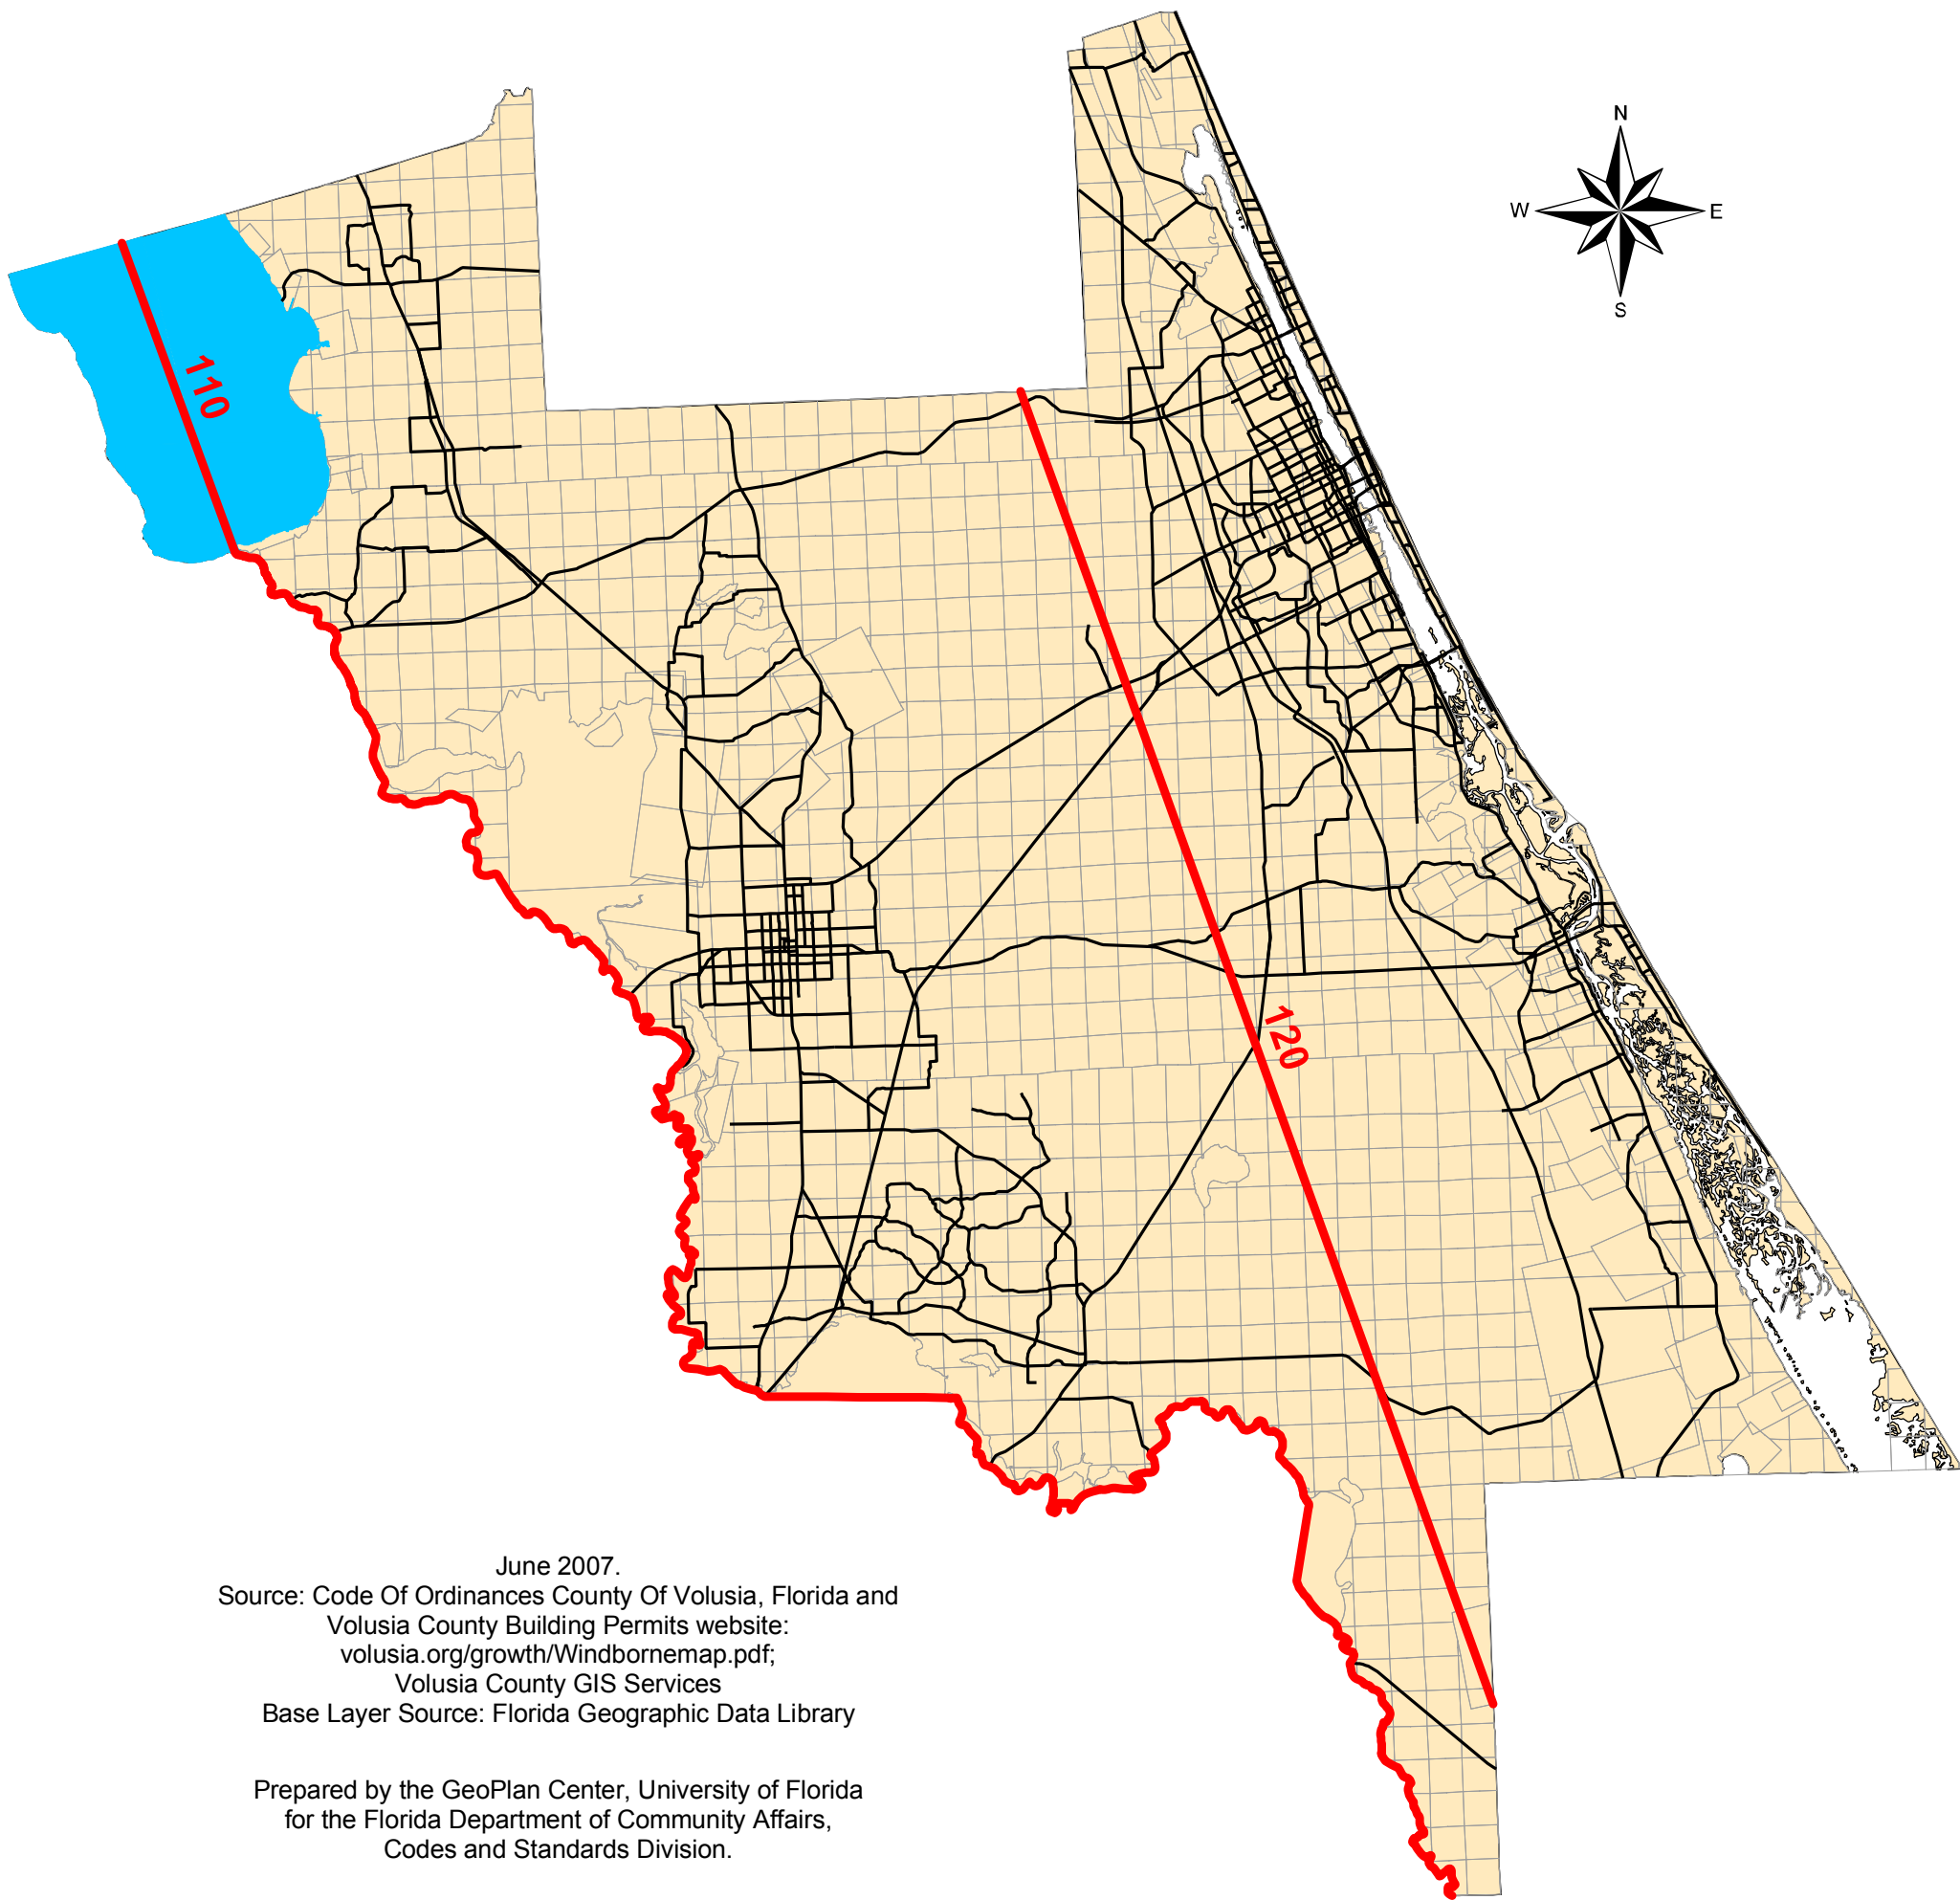 N
W
E
S
110
120
June 2007.
Source: Code Of Ordinances County Of Volusia, Florida and
Volusia County Building Permits website:
volusia.org/growth/Windbornemap.pdf;
Volusia County GIS Services
Base Layer Source: Florida Geographic Data Library
Prepared by the GeoPlan Center, University of Florida
for the Florida Department of Community Affairs,
Codes and Standards Division.